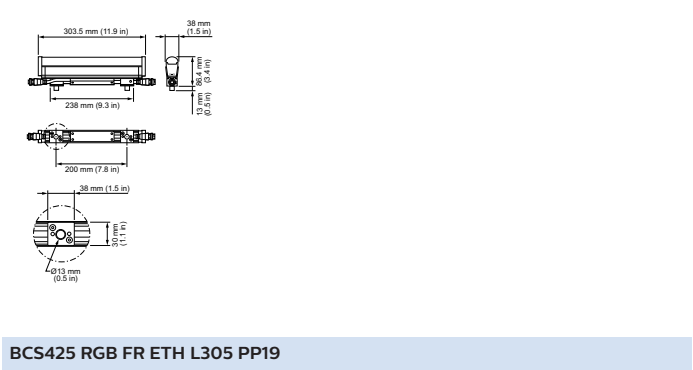 38 mm
(1.5 in)
303.5 mm (11.9 in)
86.4 mm
(3.4 in)
238 mm (9.3 in)
13 mm
(0.5 in)
200 mm (7.8 in)
38 mm (1.5 in)
30 mm
(1.1 in)
Ø13 mm
(0.5 in)
BCS425 RGB FR ETH L305 PP19